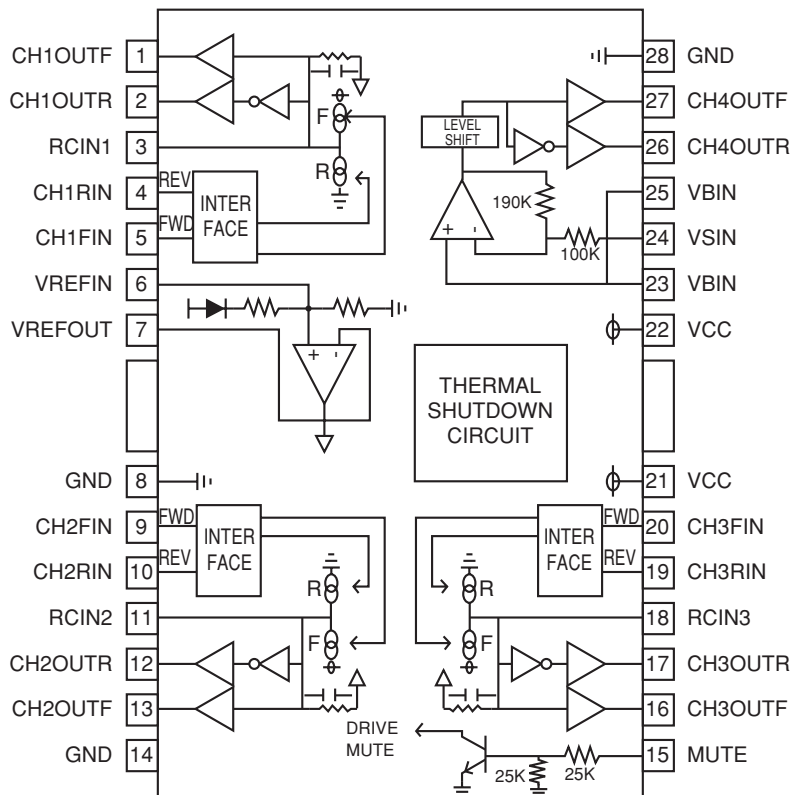 CH1OUTF 1
CH1OUTR 2
RCIN1 3
CH1RIN 4
CH1FIN 5
VREFIN 6
VREFOUT 7
GND 8
CH2FIN 9
CH2RIN 10
RCIN2 11
CH2OUTR 12
CH2OUTF 13
GND 14
F
R
REV
FWD
INTER
FACE
+ -
FWD
REV
INTER
FACE
R
F
LEVEL
SHIFT
190K
100K
+ -
THERMAL
SHUTDOWN
CIRCUIT
INTER
FACE
FWD
REV
R
F
DRIVE
MUTE
25K
25K
28 GND
27 CH4OUTF
26 CH4OUTR
25 VBIN
24 VSIN
23 VBIN
22 VCC
21 VCC
20 CH3FIN
19 CH3RIN
18 RCIN3
17 CH3OUTR
16 CH3OUTF
15 MUTE